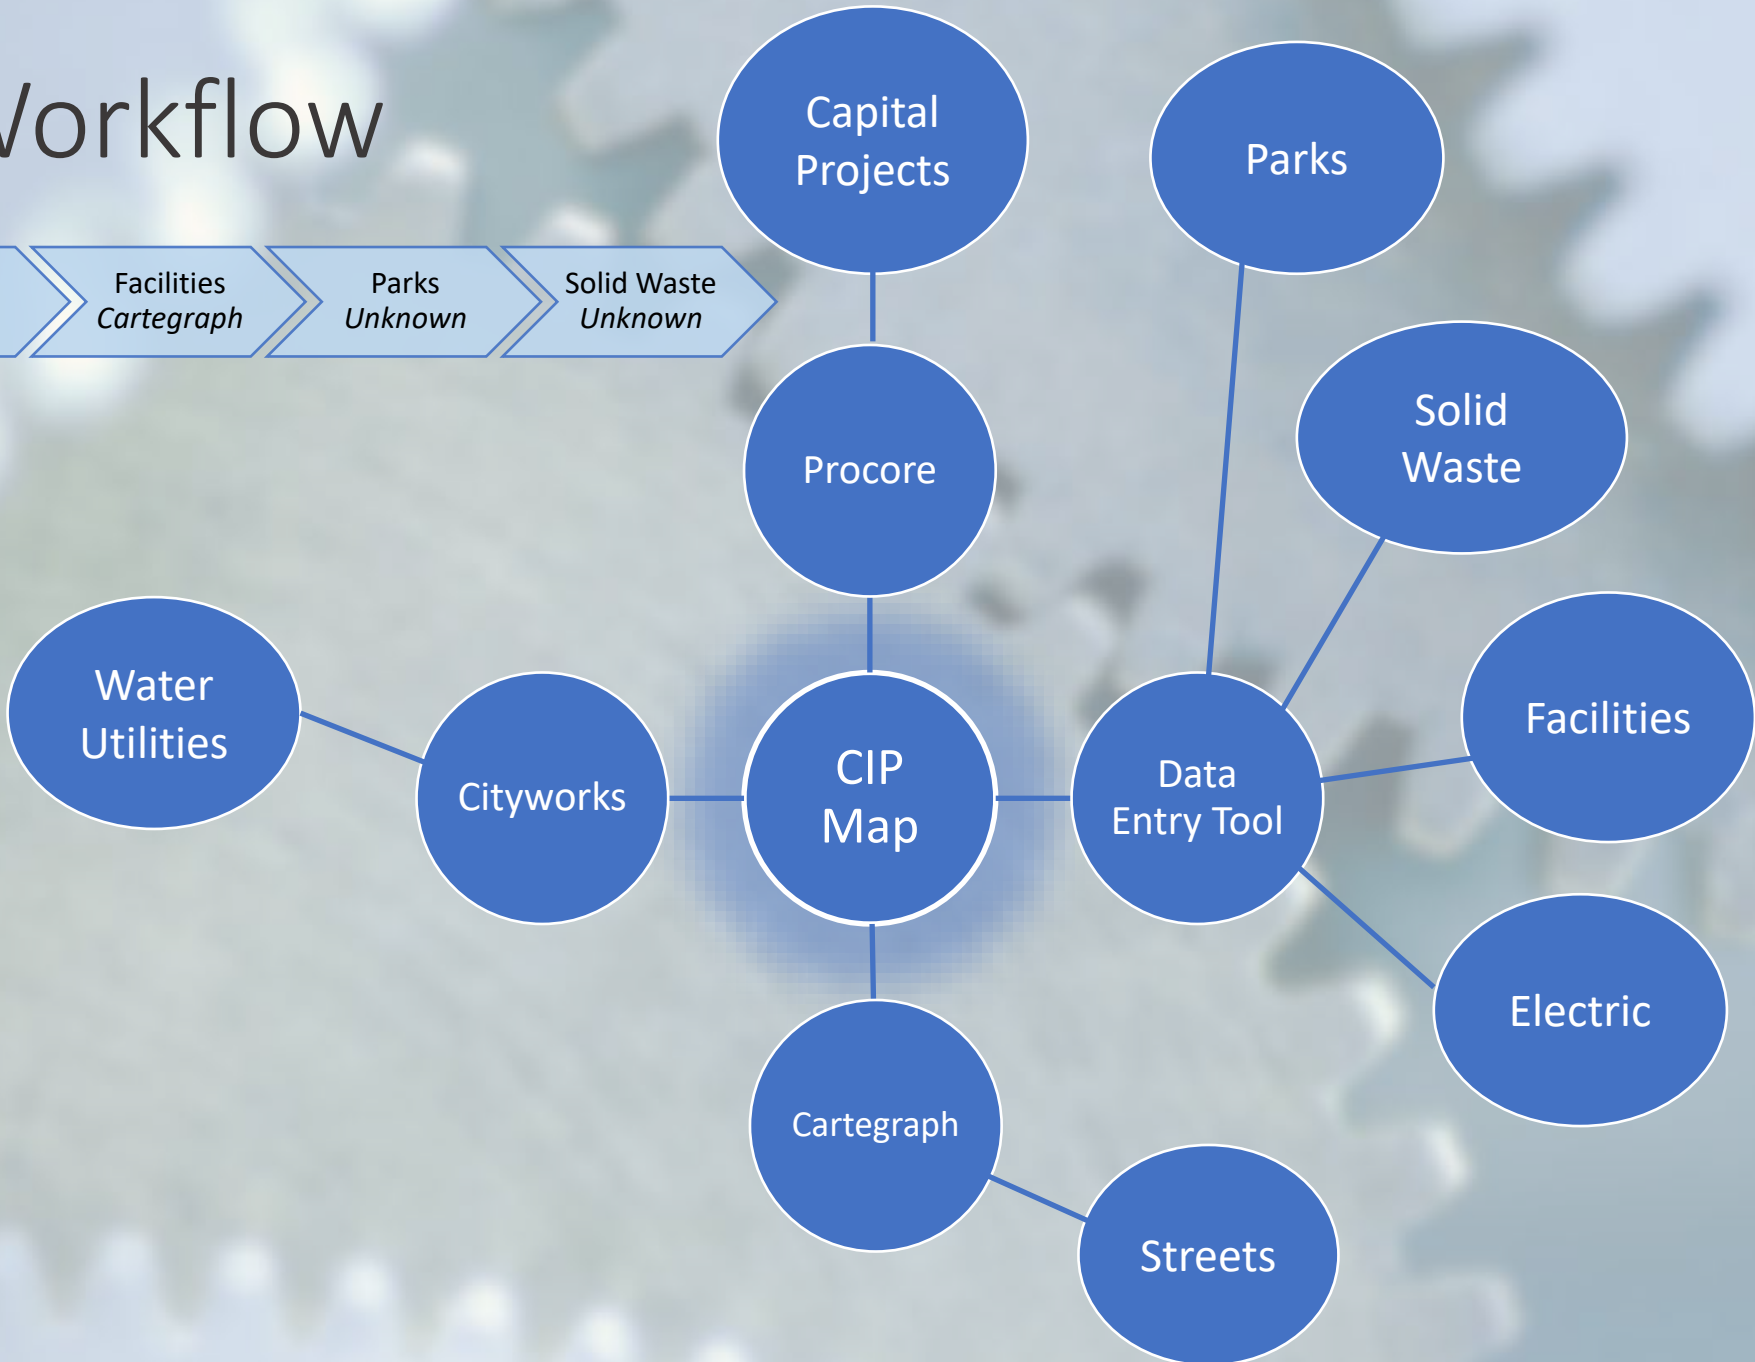 Workflow
Facilities
Cartegraph
Parks
Unknown
Solid Waste
Unknown
Capital
Projects
Parks
Procore
Solid
Waste
Water
Utilities
Cityworks
CIP
Map
Data
Entry Tool
Facilities
Electric
Cartegraph
Streets